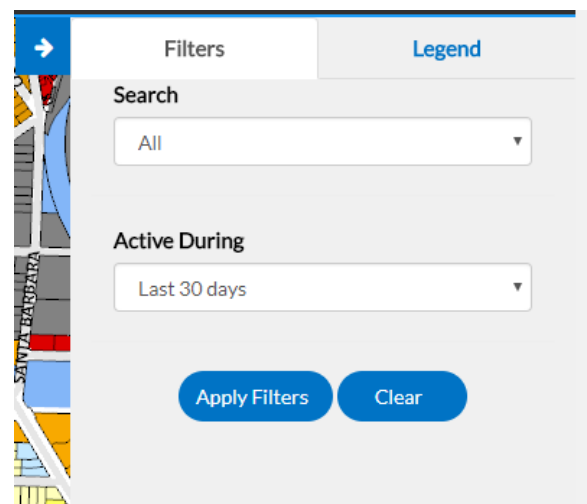 Filters
Legend
Search
All
Active During
Last 30 days
Apply Filters
Clear
SANTA BARBARA